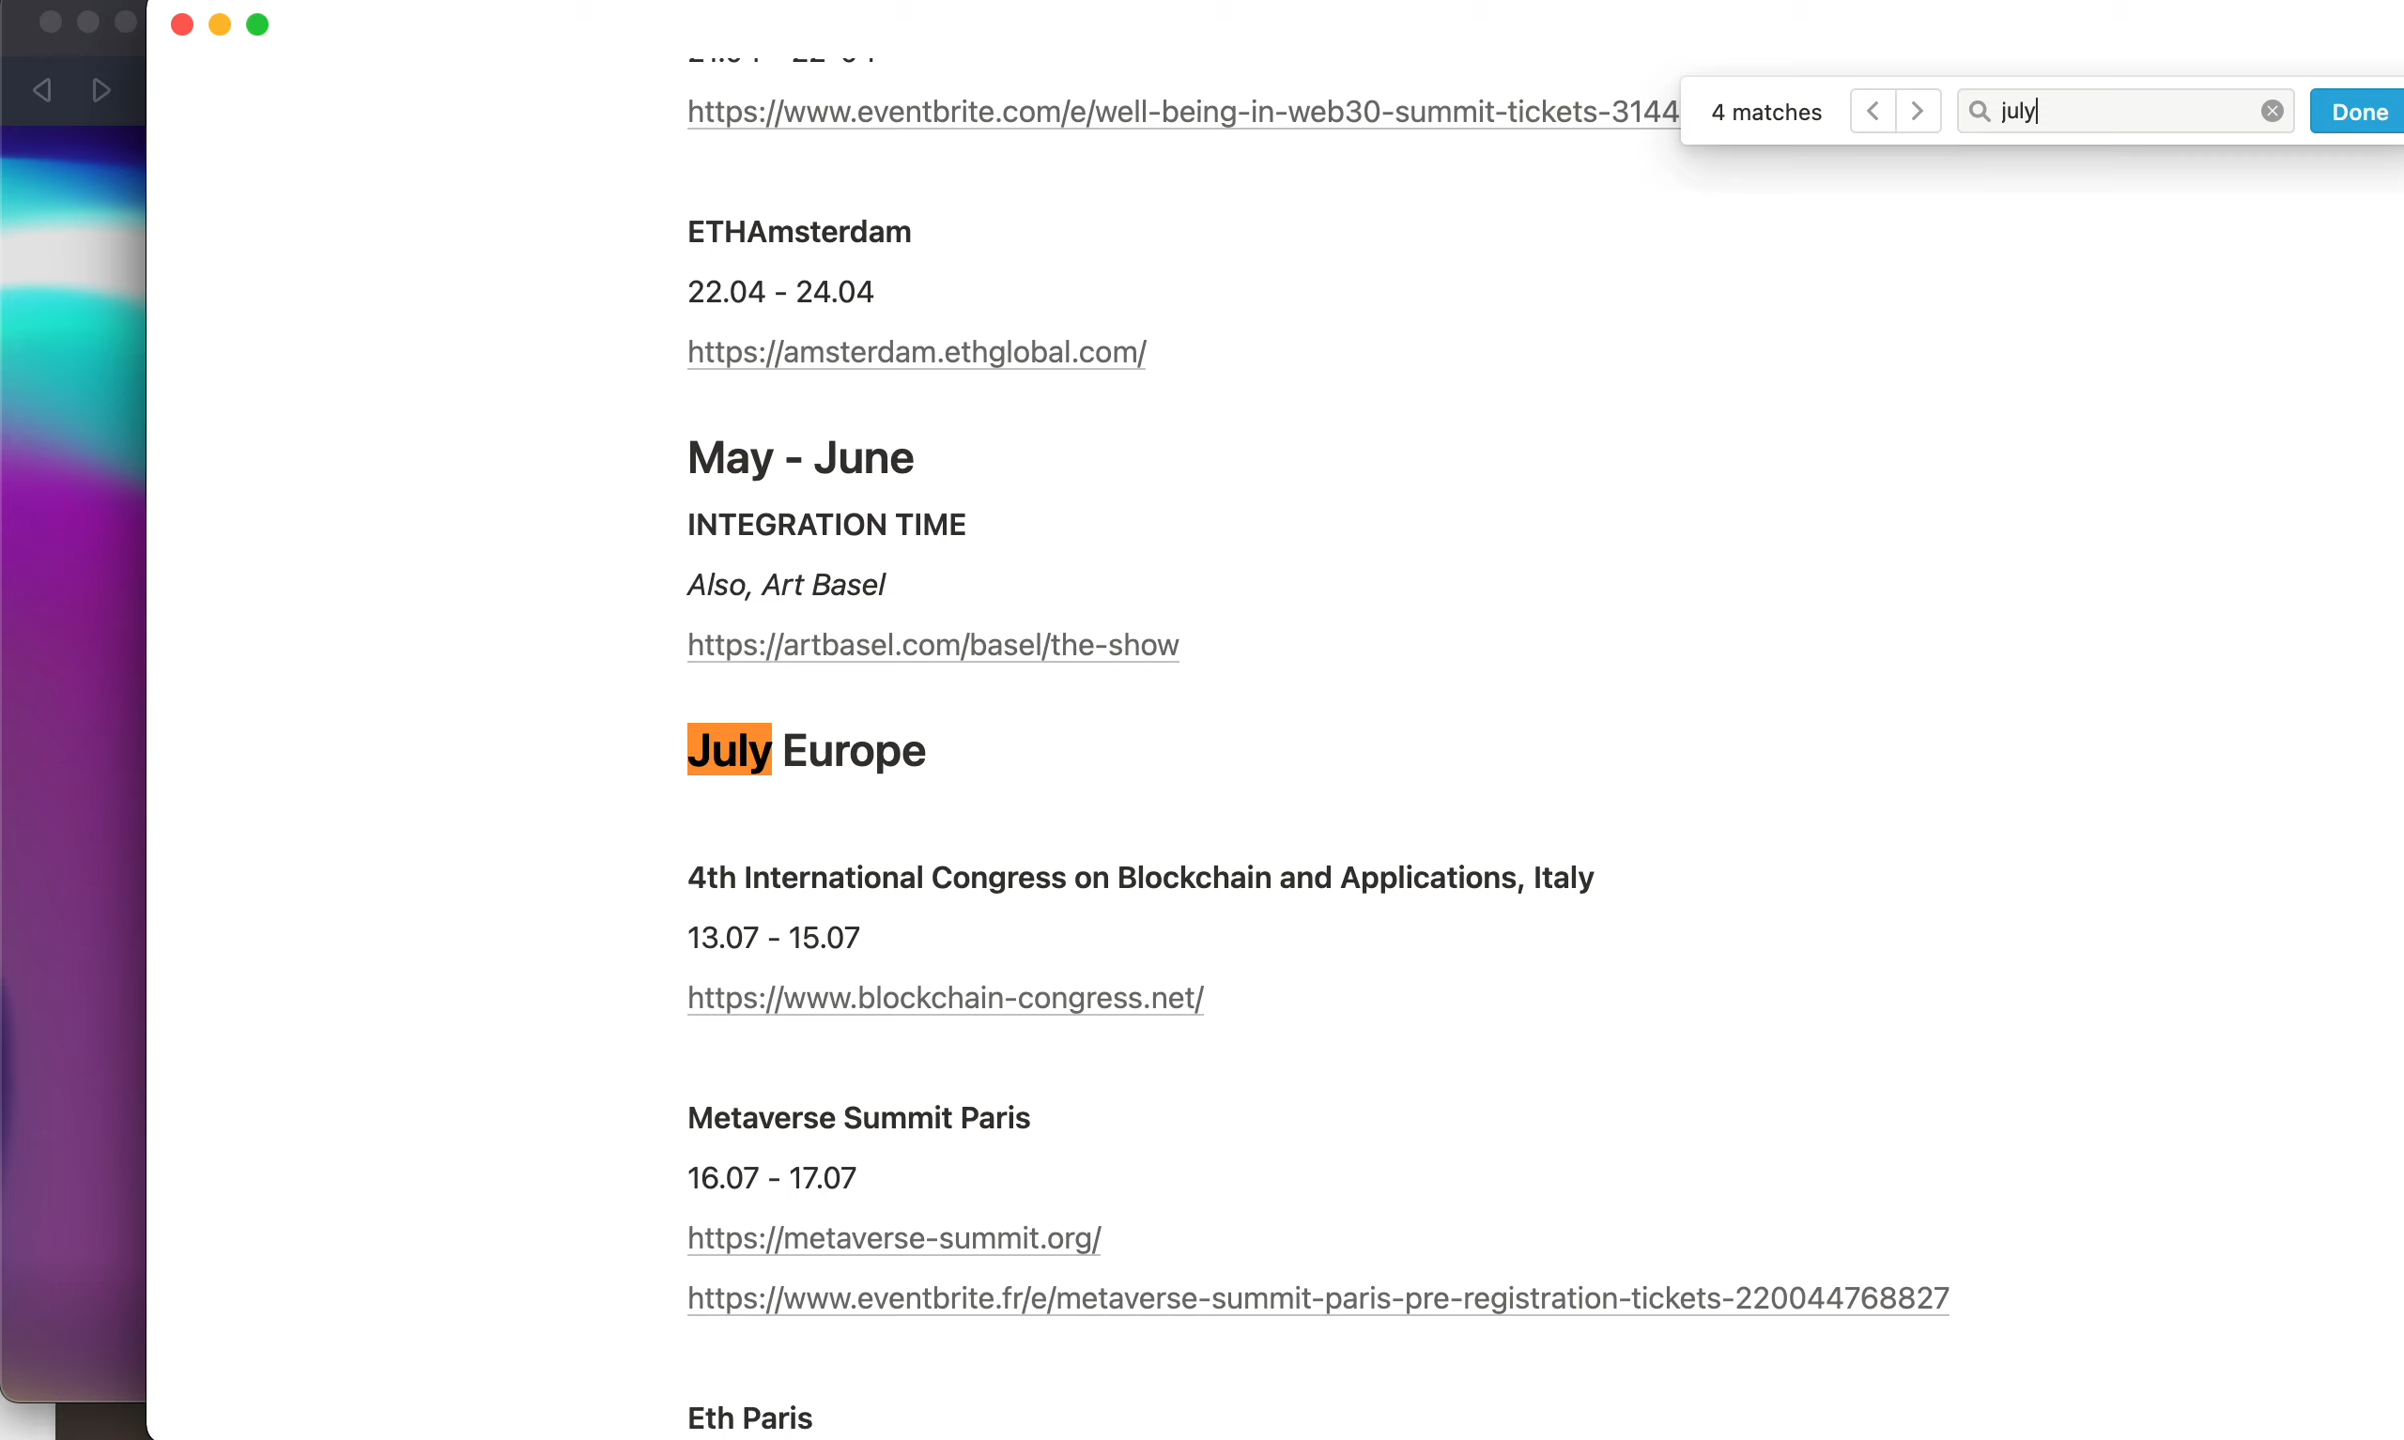 https://www.eventbrite.com/e/well-being-in-web30-summit-tickets-3144
4 matches
july
Done
ETHAmsterdam
22.04 - 24.04
https://amsterdam.ethglobal.com/
May - June
INTEGRATION TIME
Also, Art Basel
https://artbasel.com/basel/the-show
July Europe
4th International Congress on Blockchain and Applications, Italy
13.07 - 15.07
https://www.blockchain-congress.net/
Metaverse Summit Paris
16.07 - 17.07
https://metaverse-summit.org/
https://www.eventbrite.fr/e/metaverse-summit-paris-pre-registration-tickets-220044768827
Eth Paris